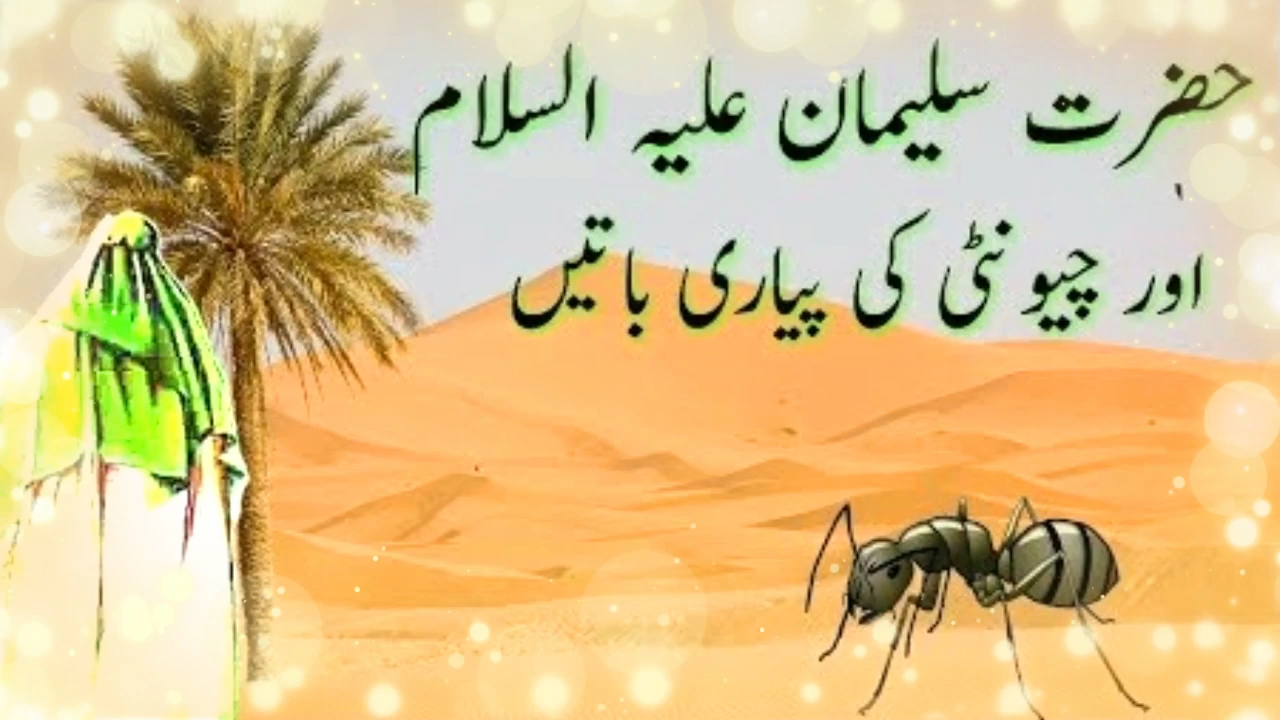 حضرت سلیمان علیہ السلام
اور چیونٹی کی پیاری باتیں